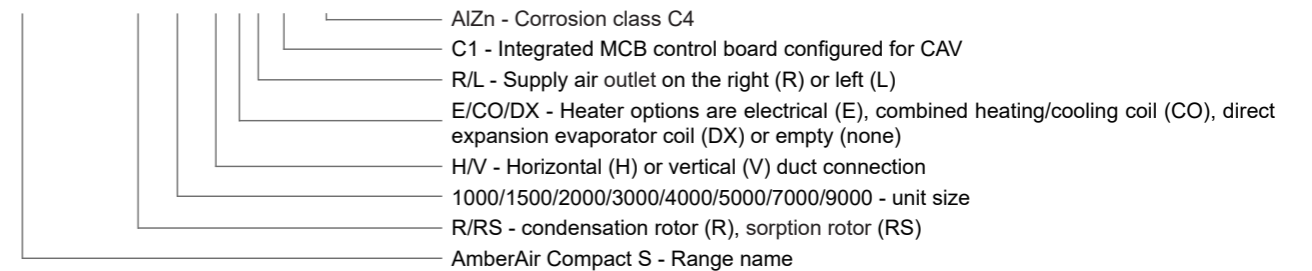 AlZn - Corrosion class C4
C1 - Integrated MCB control board configured for CAV
R/L - Supply air outlet on the right (R) or left (L)
E/CO/DX - Heater options are electrical (E), combined heating/cooling coil (CO), direct
expansion evaporator coil (DX) or empty (none)
H/V - Horizontal (H) or vertical (V) duct connection
1000/1500/2000/3000/4000/5000/7000/9000 - unit size
R/RS - condensation rotor (R), sorption rotor (RS)
AmberAir Compact S - Range name